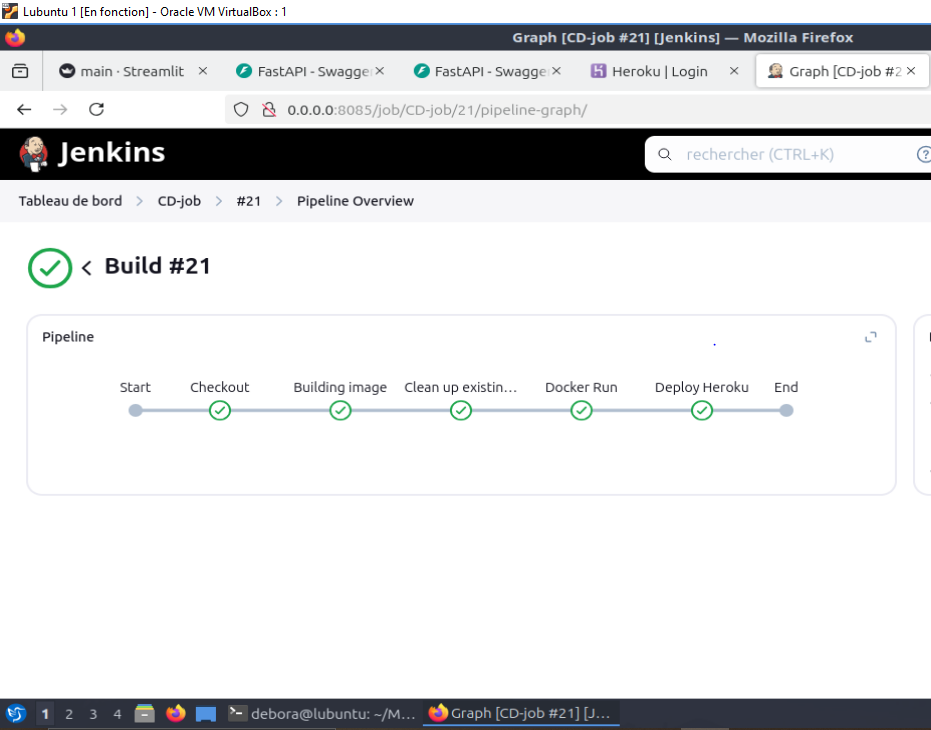 Lubuntu 1 [En fonction] - Oracle VM VirtualBox : 1
Graph [CD-job #21] [Jenkins] — Mozilla Firefox
main · Streamlit
FastAPI - Swagge
FastAPI - Swagge
Heroku | Login
Graph [CD-job #2
0.0.0.0:8085/job/CD-job/21/pipeline-graph/
Jenkins
rechercher (CTRL+K)
Tableau de bord > CD-job > #21 > Pipeline Overview
Build #21
Pipeline
Start Checkout Building image Clean up existin... Docker Run Deploy Heroku End
1 2 3 4 debora@lubuntu: ~/M... Graph [CD-job #21] [J...